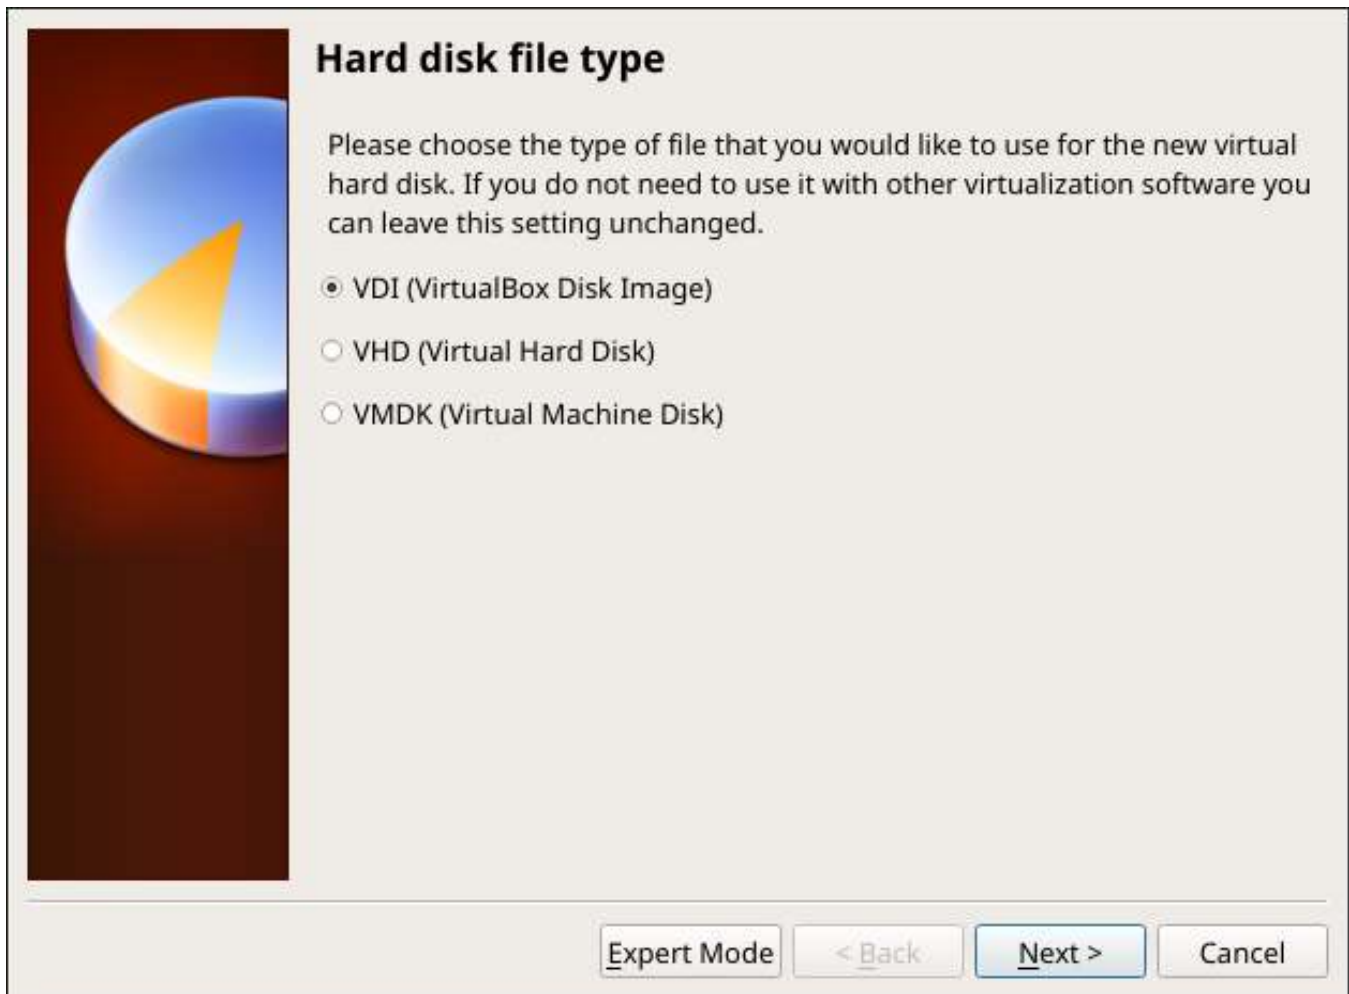 Hard disk file type
Please choose the type of file that you would like to use for the new virtual
hard disk. If you do not need to use it with other virtualization software you
can leave this setting unchanged.
VDI (VirtualBox Disk Image)
VHD (Virtual Hard Disk)
VMDK (Virtual Machine Disk)
Expert Mode < Back Next > Cancel